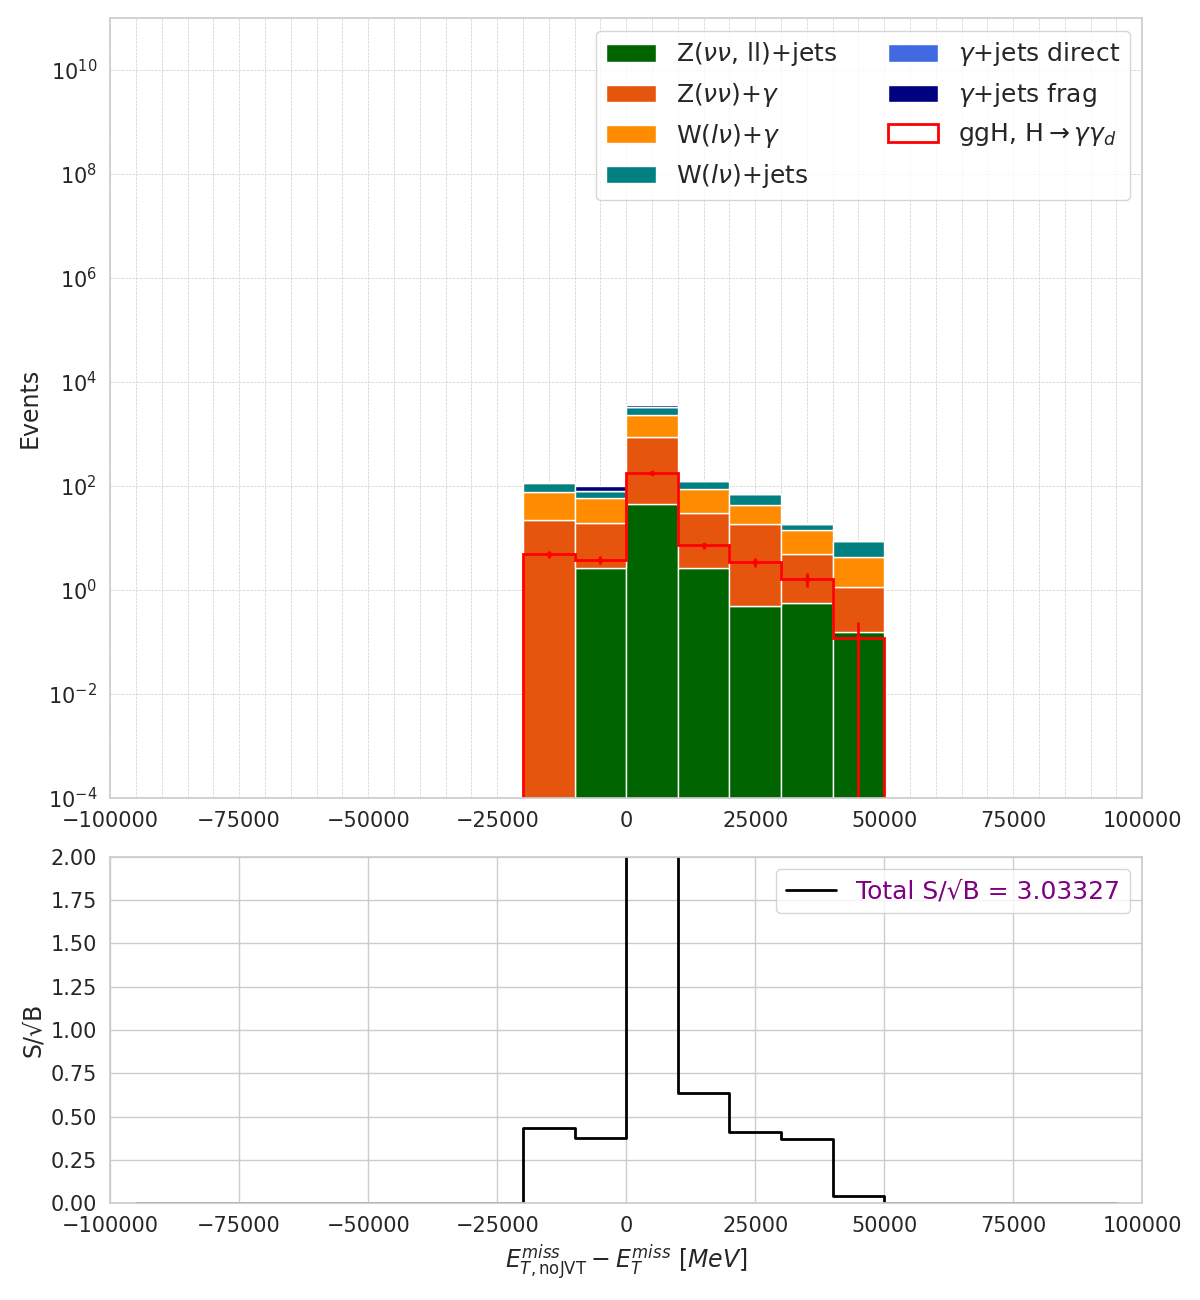 Z(νν, ll)+jets
Z(νν)+γ
W(lν)+γ
W(lν)+jets
γ+jets direct
γ+jets frag
ggH, H→γγ_d
Events
10^10
10^8
10^6
10^4
10^2
10^0
10^−2
10^−4
−100000 −75000 −50000 −25000 0 25000 50000 75000 100000
Total S/√B = 3.03327
S/√B
2.00
1.75
1.50
1.25
1.00
0.75
0.50
0.25
0.00
−100000 −75000 −50000 −25000 0 25000 50000 75000 100000
E_{T,noJVT}^{miss} − E_T^{miss} [MeV]